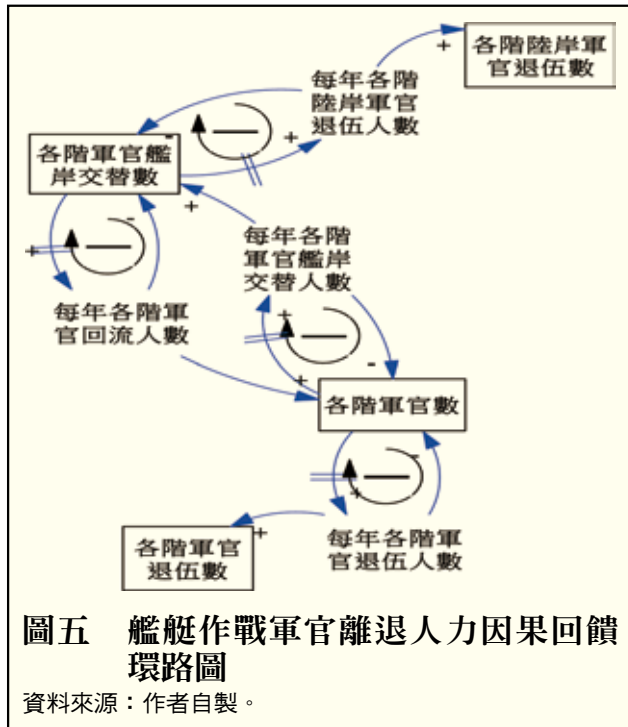 各階陸岸軍
官退伍數
每年各階
陸岸軍官
退伍人數
+
+
-
各階軍官艦
岸交替數
+
-
+
每年各階
軍官艦岸
交替人數
每年各階軍
官回流人數
+
-
+
+
各階軍官數
-
+
每年各階軍
官退伍人數
+
各階軍官
退伍數
圖五 艦艇作戰軍官離退人力因果回饋
環路圖
資料來源：作者自製。